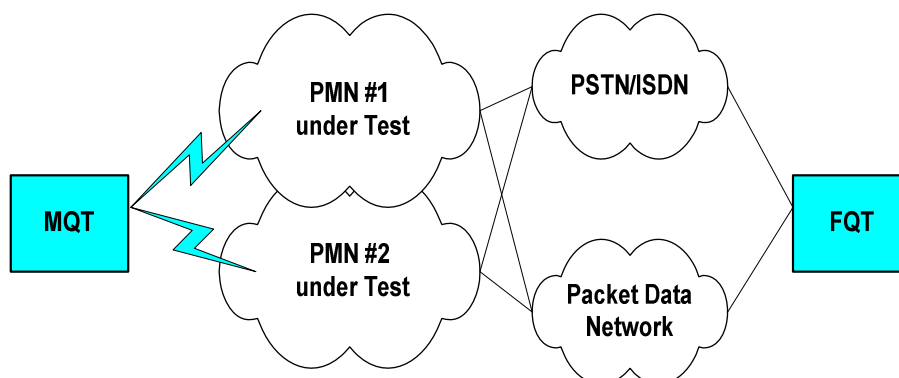 PMN #1
under Test
PSTN/ISDN
MQT
FQT
PMN #2
under Test
Packet Data
Network